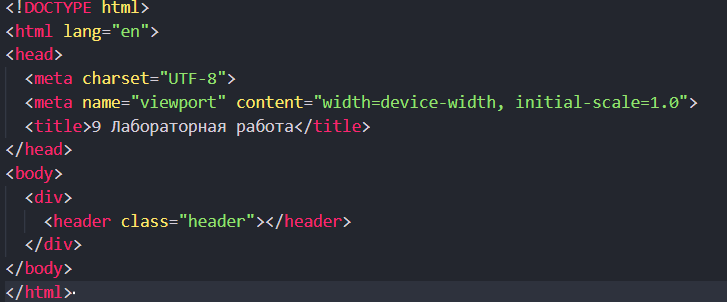 <!DOCTYPE html>
<html lang="en">
<head>
  <meta charset="UTF-8">
  <meta name="viewport" content="width=device-width, initial-scale=1.0">
  <title>9 Лабораторная работа</title>
</head>
<body>
  <div>
    <header class="header"></header>
  </div>
</body>
</html>